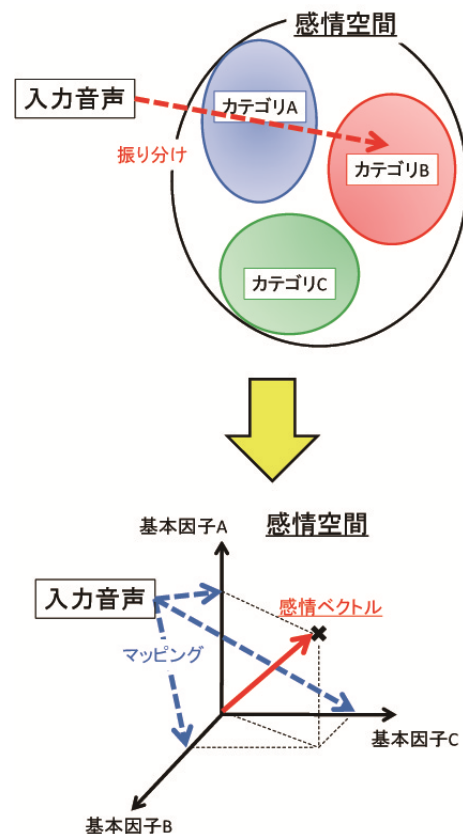 感情空間
入力音声
カテゴリA
振り分け
カテゴリB
カテゴリC
感情空間
基本因子A
入力音声
感情ベクトル
マッピング
基本因子C
基本因子B